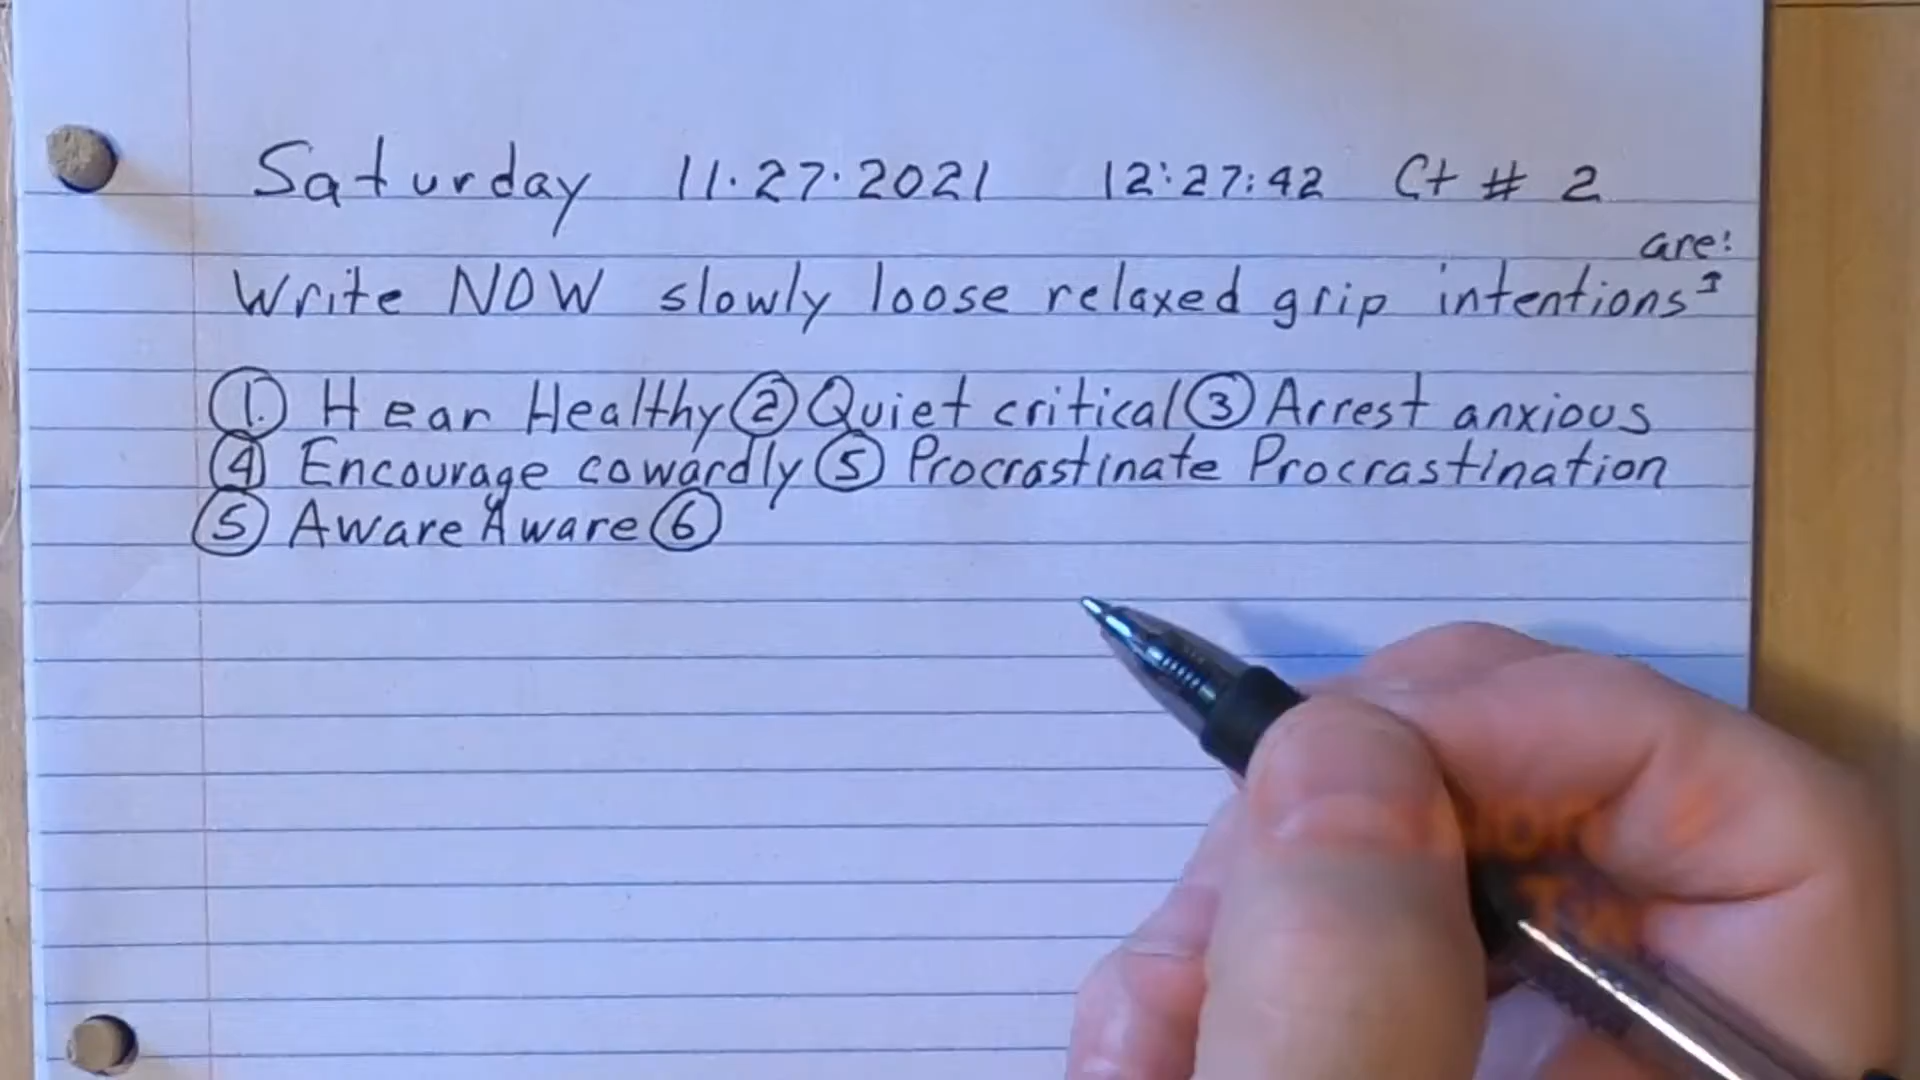 Saturday 11·27·2021 12:27:42 Ct # 2
are:
Write NOW slowly loose relaxed grip intentions
① Hear Healthy ② Quiet critical ③ Arrest anxious
④ Encourage cowardly ⑤ Procrastinate Procrastination
⑤ Aware Aware ⑥